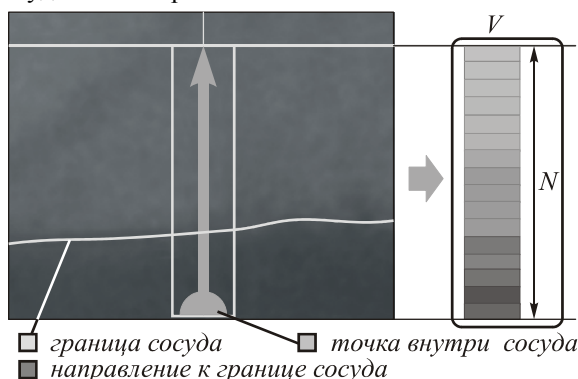 V
N
граница сосуда точка внутри сосуда
направление к границе сосуда